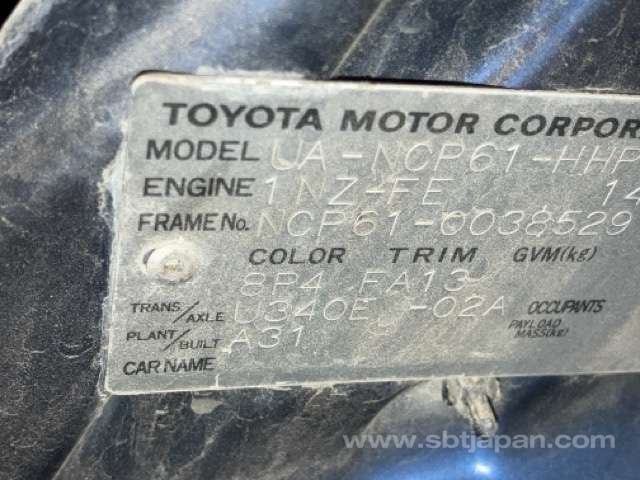 TOYOTA MOTOR CORPOR
MODEL UA-NCP61-HHP
ENGINE 1NZ-FE 14
FRAME No. NCP61-0038529
COLOR TRIM GVM(kg)
8P4 FA13
TRANS/AXLE U340E -02A OCCUPANTS
PAYLOAD MASS(kg)
PLANT/BUILT A31
CAR NAME
www.sbtjapan.com